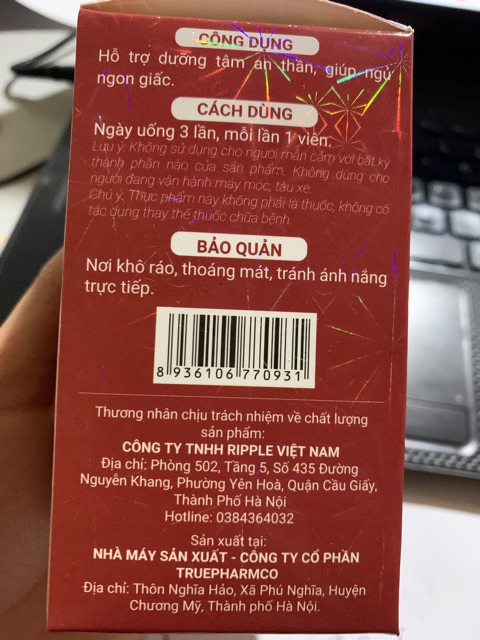 CÔNG DỤNG
Hỗ trợ dưỡng tâm an thần, giúp ngủ
ngon giấc.
CÁCH DÙNG
Ngày uống 3 lần, mỗi lần 1 viên.
Lưu ý: Không sử dụng cho người mẫn cảm với bất kỳ
thành phần nào của sản phẩm. Không dùng cho
người đang vận hành máy móc, tàu xe.
Chú ý: Thực phẩm này không phải là thuốc, không có
tác dụng thay thế thuốc chữa bệnh.
BẢO QUẢN
Nơi khô ráo, thoáng mát, tránh ánh nắng
trực tiếp.
8 936106 770931
Thương nhân chịu trách nhiệm về chất lượng
sản phẩm:
CÔNG TY TNHH RIPPLE VIỆT NAM
Địa chỉ: Phòng 502, Tầng 5, Số 435 Đường
Nguyễn Khang, Phường Yên Hoà, Quận Cầu Giấy,
Thành Phố Hà Nội
Hotline: 0384364032
Sản xuất tại:
NHÀ MÁY SẢN XUẤT - CÔNG TY CỔ PHẦN
TRUEPHARMCO
Địa chỉ: Thôn Nghĩa Hảo, Xã Phú Nghĩa, Huyện
Chương Mỹ, Thành phố Hà Nội.